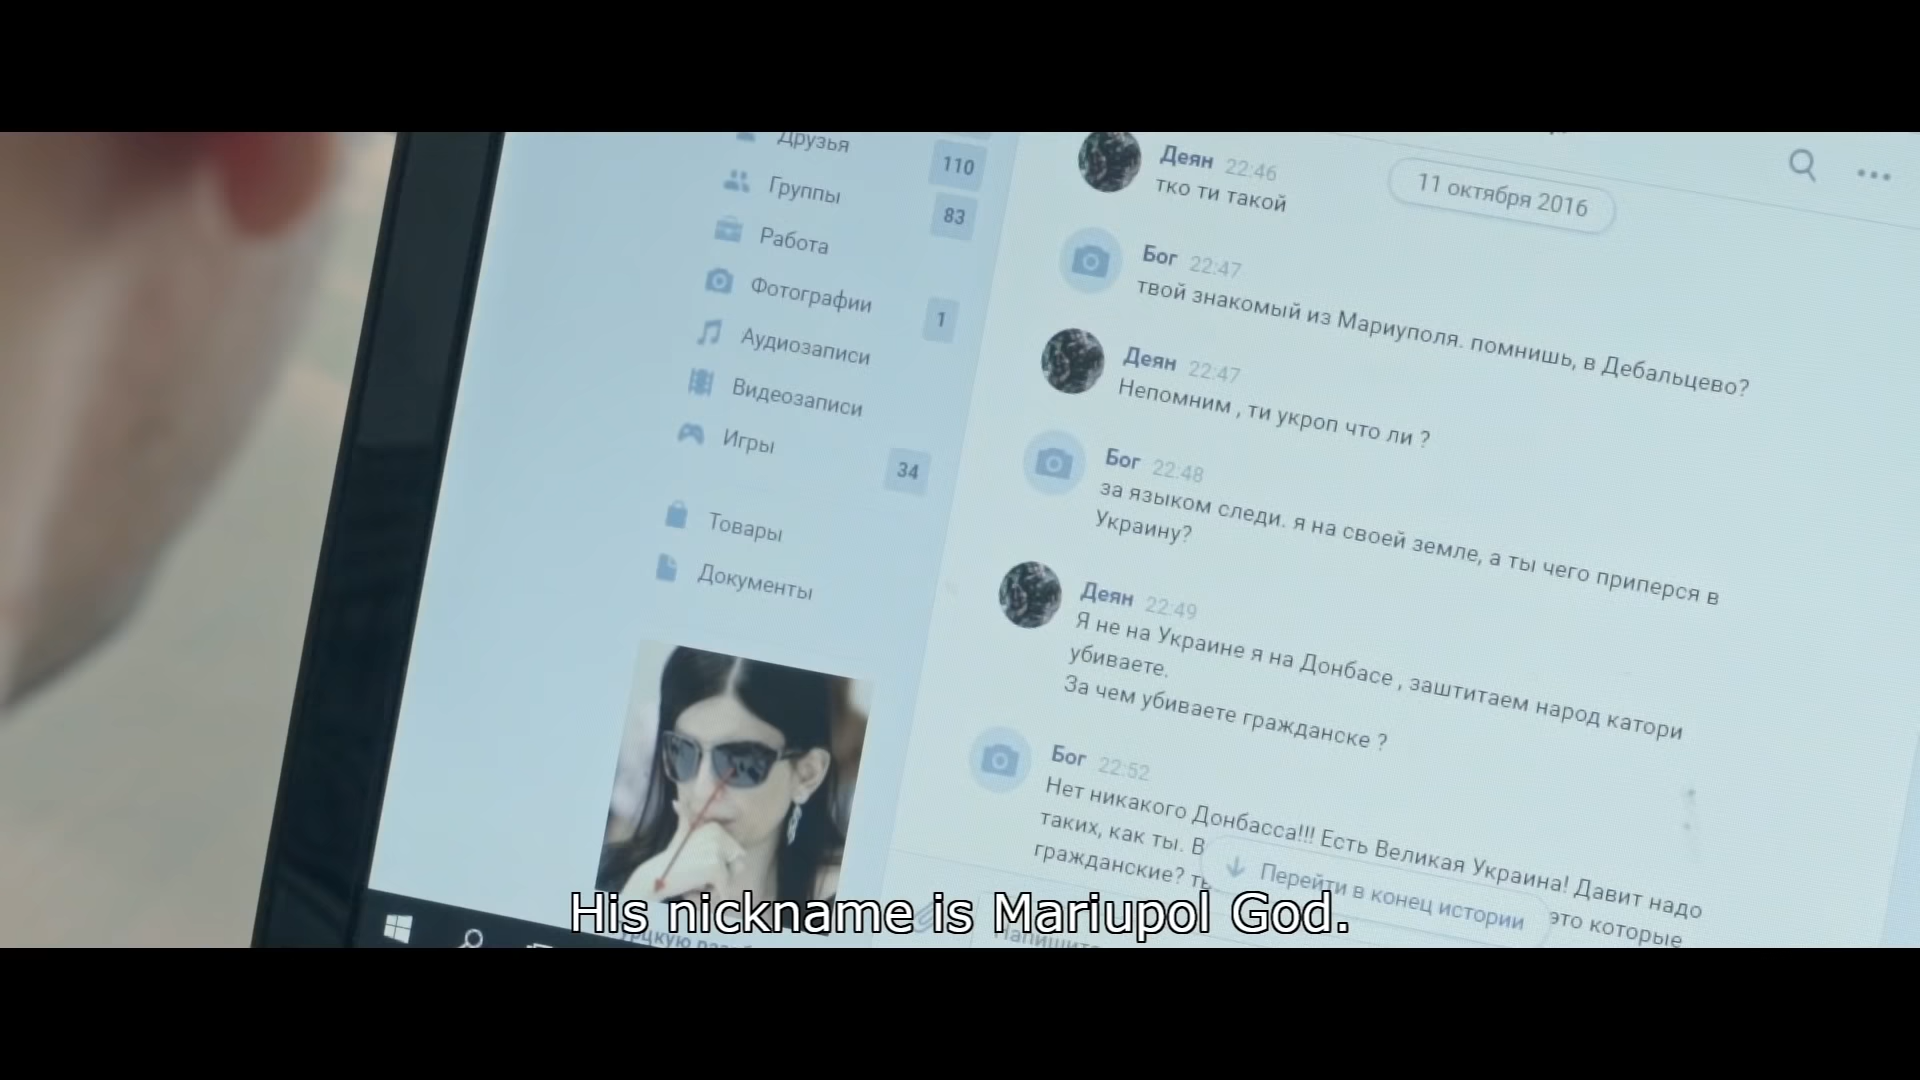 Друзья
110
Группы
83
Работа
Фотографии
1
Аудиозаписи
Видеозаписи
Игры
34
Товары
Документы
11 октября 2016
Деян 22:46
тко ти такой
Бог 22:47
твой знакомый из Мариуполя. помнишь, в Дебальцево?
Деян 22:47
Непомним , ти укроп что ли ?
Бог 22:48
за языком следи. я на своей земле, а ты чего приперся в
Украину?
Деян 22:49
Я не на Украине я на Донбасе , заштитаем народ катори
убиваете.
За чем убиваете гражданске ?
Бог 22:52
Нет никакого Донбасса!!! Есть Великая Украина! Давит надо
таких, как ты. В
это которые
гражданские?
Перейти в конец истории
His nickname is Mariupol God.